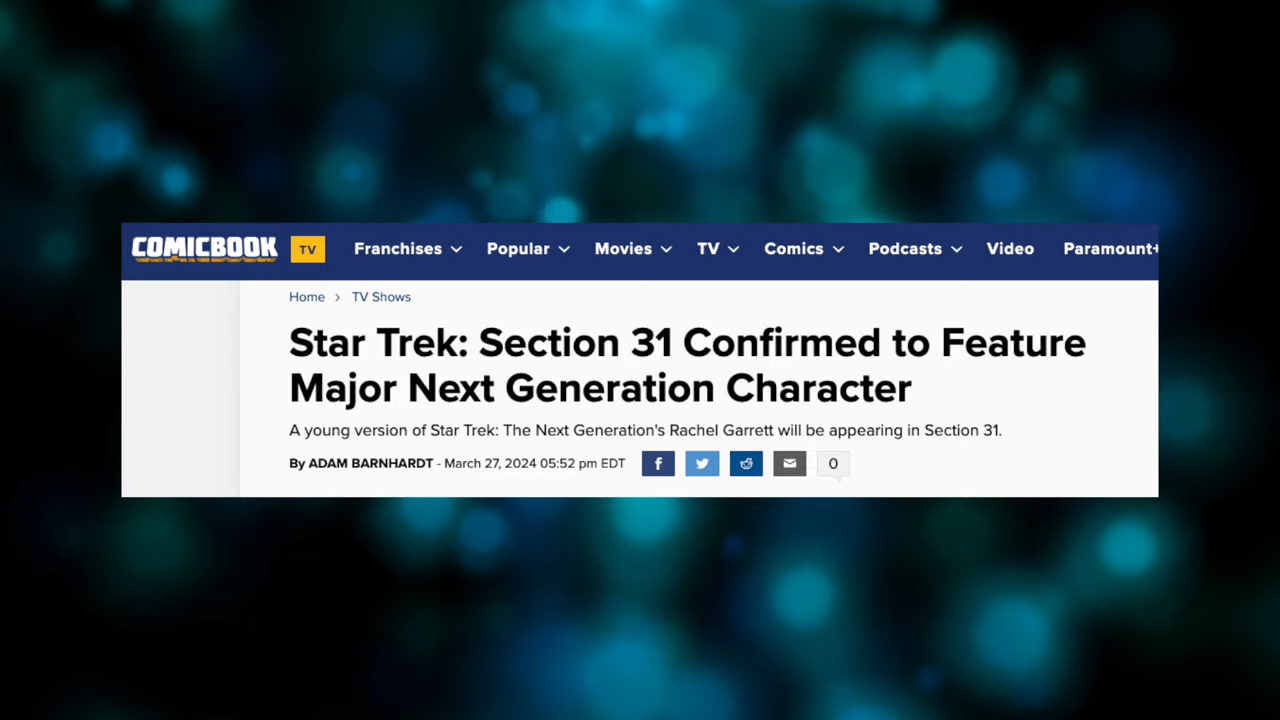 COMICBOOK TV Franchises Popular Movies TV Comics Podcasts Video Paramount+
Home > TV Shows
Star Trek: Section 31 Confirmed to Feature
Major Next Generation Character
A young version of Star Trek: The Next Generation's Rachel Garrett will be appearing in Section 31.
By ADAM BARNHARDT - March 27, 2024 05:52 pm EDT f 0